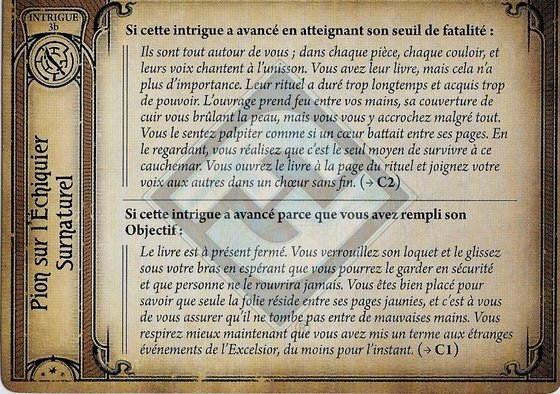 INTRIGUE
3b
Pion sur l'Échiquier
Surnaturel
Si cette intrigue a avancé en atteignant son seuil de fatalité :
Ils sont tout autour de vous ; dans chaque pièce, chaque couloir, et
leurs voix chantent à l'unisson. Vous avez leur livre, mais cela n'a
plus d'importance. Leur rituel a duré trop longtemps et acquis trop
de pouvoir. L'ouvrage prend feu entre vos mains, sa couverture de
cuir vous brûlant la peau, mais vous vous y accrochez malgré tout.
Vous le sentez palpiter comme si un cœur battait entre ses pages. En
le regardant, vous réalisez que c'est le seul moyen de survivre à ce
cauchemar. Vous ouvrez le livre à la page du rituel et joignez votre
voix aux autres dans un chœur sans fin. (→ C2)
Si cette intrigue a avancé parce que vous avez rempli son
Objectif :
Le livre est à présent fermé. Vous verrouillez son loquet et le glissez
sous votre bras en espérant que vous pourrez le garder en sécurité
et que personne ne le rouvrira jamais. Vous êtes bien placé pour
savoir que seule la folie réside entre ses pages jaunies, et c'est à vous
de vous assurer qu'il ne tombe pas entre de mauvaises mains. Vous
respirez mieux maintenant que vous avez mis un terme aux étranges
événements de l'Excelsior, du moins pour l'instant. (→ C1)